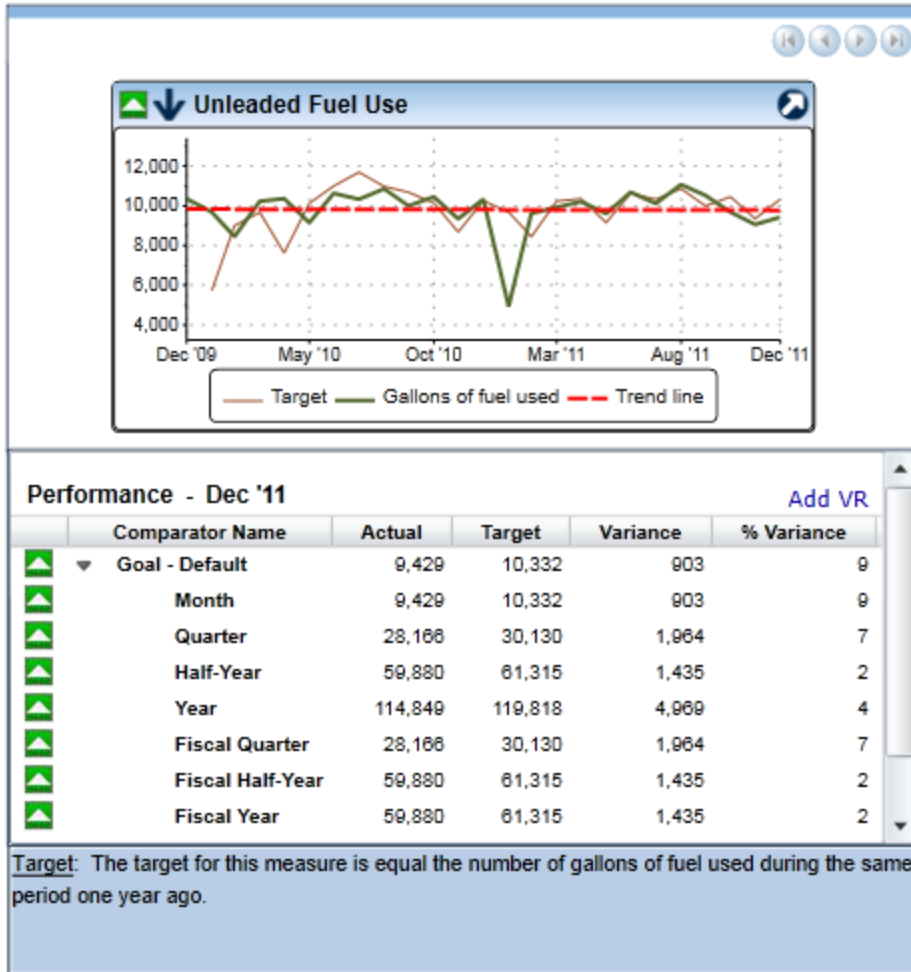 Unleaded Fuel Use
12,000
10,000
8,000
6,000
4,000
Dec '09 May '10 Oct '10 Mar '11 Aug '11 Dec '11
Target Gallons of fuel used Trend line
Performance - Dec '11
Add VR
Comparator Name Actual Target Variance % Variance
Goal - Default 9,429 10,332 903 9
Month 9,429 10,332 903 9
Quarter 28,166 30,130 1,964 7
Half-Year 59,880 61,315 1,435 2
Year 114,849 119,818 4,969 4
Fiscal Quarter 28,166 30,130 1,964 7
Fiscal Half-Year 59,880 61,315 1,435 2
Fiscal Year 59,880 61,315 1,435 2
Target: The target for this measure is equal the number of gallons of fuel used during the same
period one year ago.